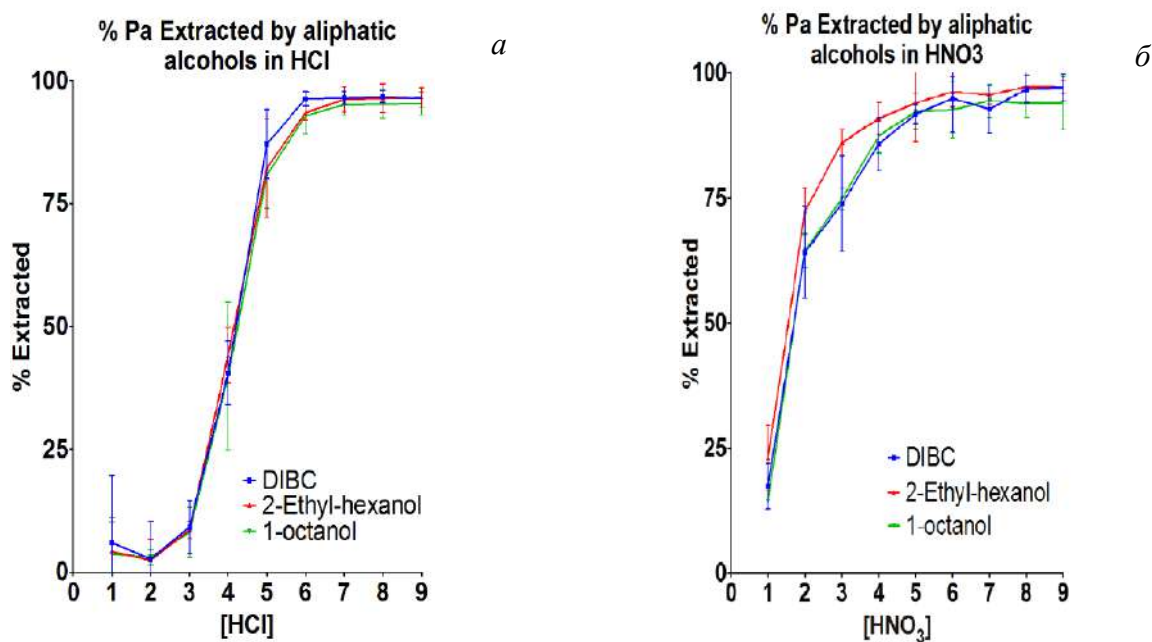 % Pa Extracted by aliphatic
alcohols in HCl
а
% Extracted
100
75
50
25
0
0 1 2 3 4 5 6 7 8 9
[HCl]
DIBC
2-Ethyl-hexanol
1-octanol
% Pa Extracted by aliphatic
alcohols in HNO3
б
% Extracted
100
75
50
25
0
0 1 2 3 4 5 6 7 8 9
[HNO₃]
DIBC
2-Ethyl-hexanol
1-octanol